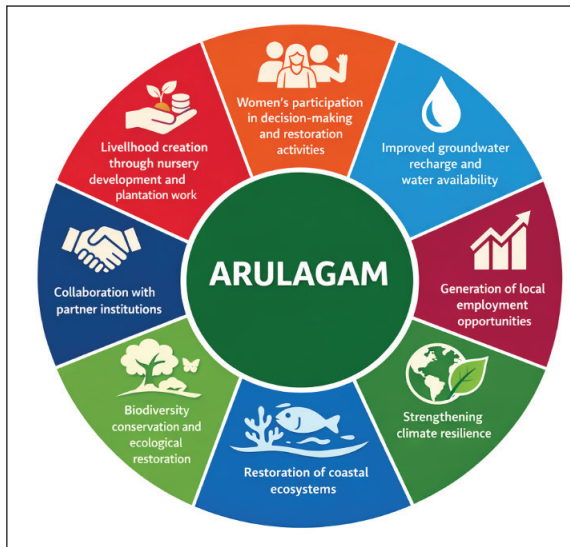 Women's participation
in decision-making
and restoration
activities
Improved groundwater
recharge and
water availability
Generation of local
employment
opportunities
Strengthening
climate resilience
Restoration of coastal
ecosystems
Biodiversity
conservation and
ecological
restoration
Collaboration with
partner institutions
Livellhood creation
through nursery
development and
plantation work
ARULAGAM